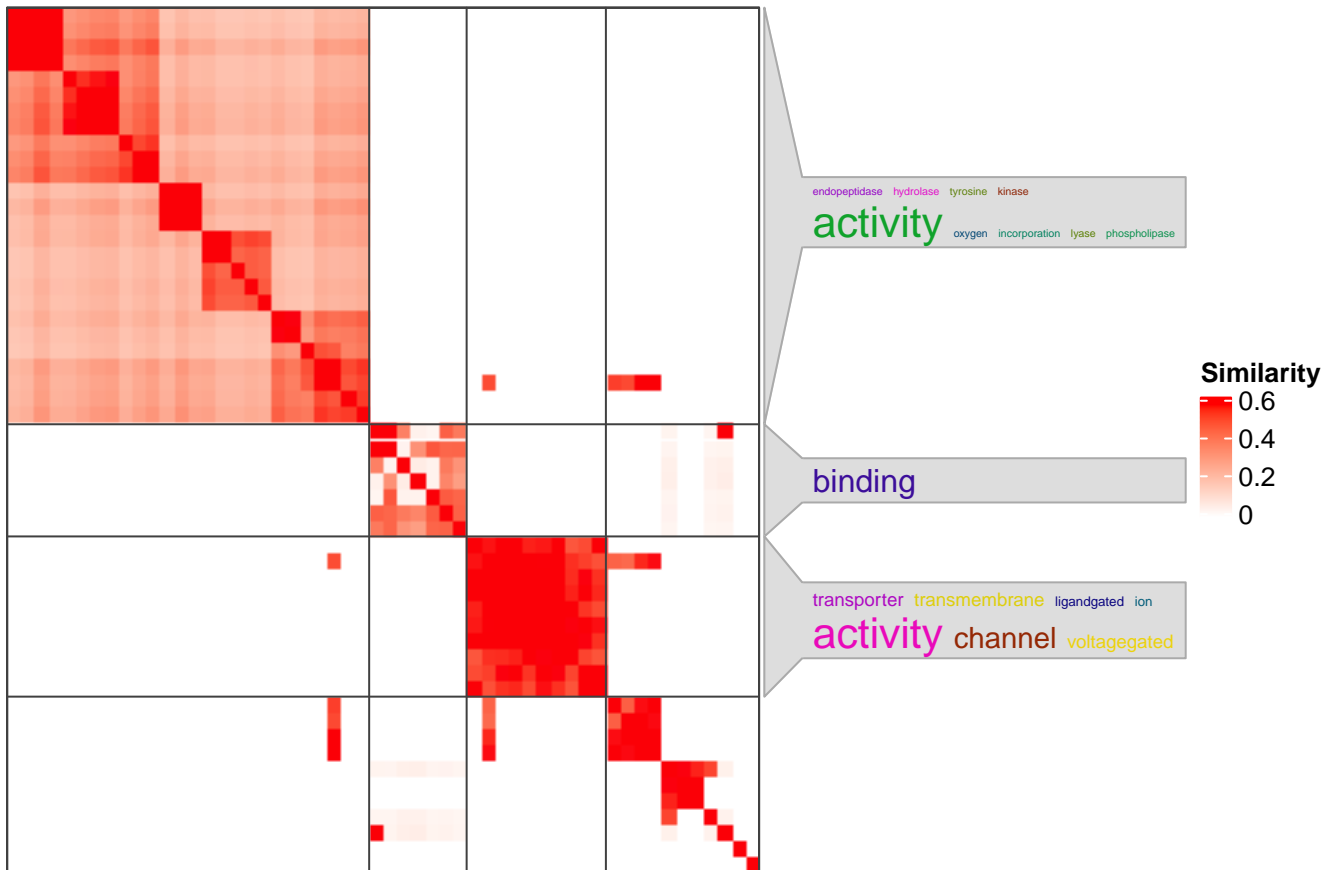 endopeptidase hydrolase tyrosine kinase
activity oxygen incorporation lyase phospholipase
Similarity
0.6
0.4
0.2
0
binding
transporter transmembrane ligandgated ion
activity channel voltagegated